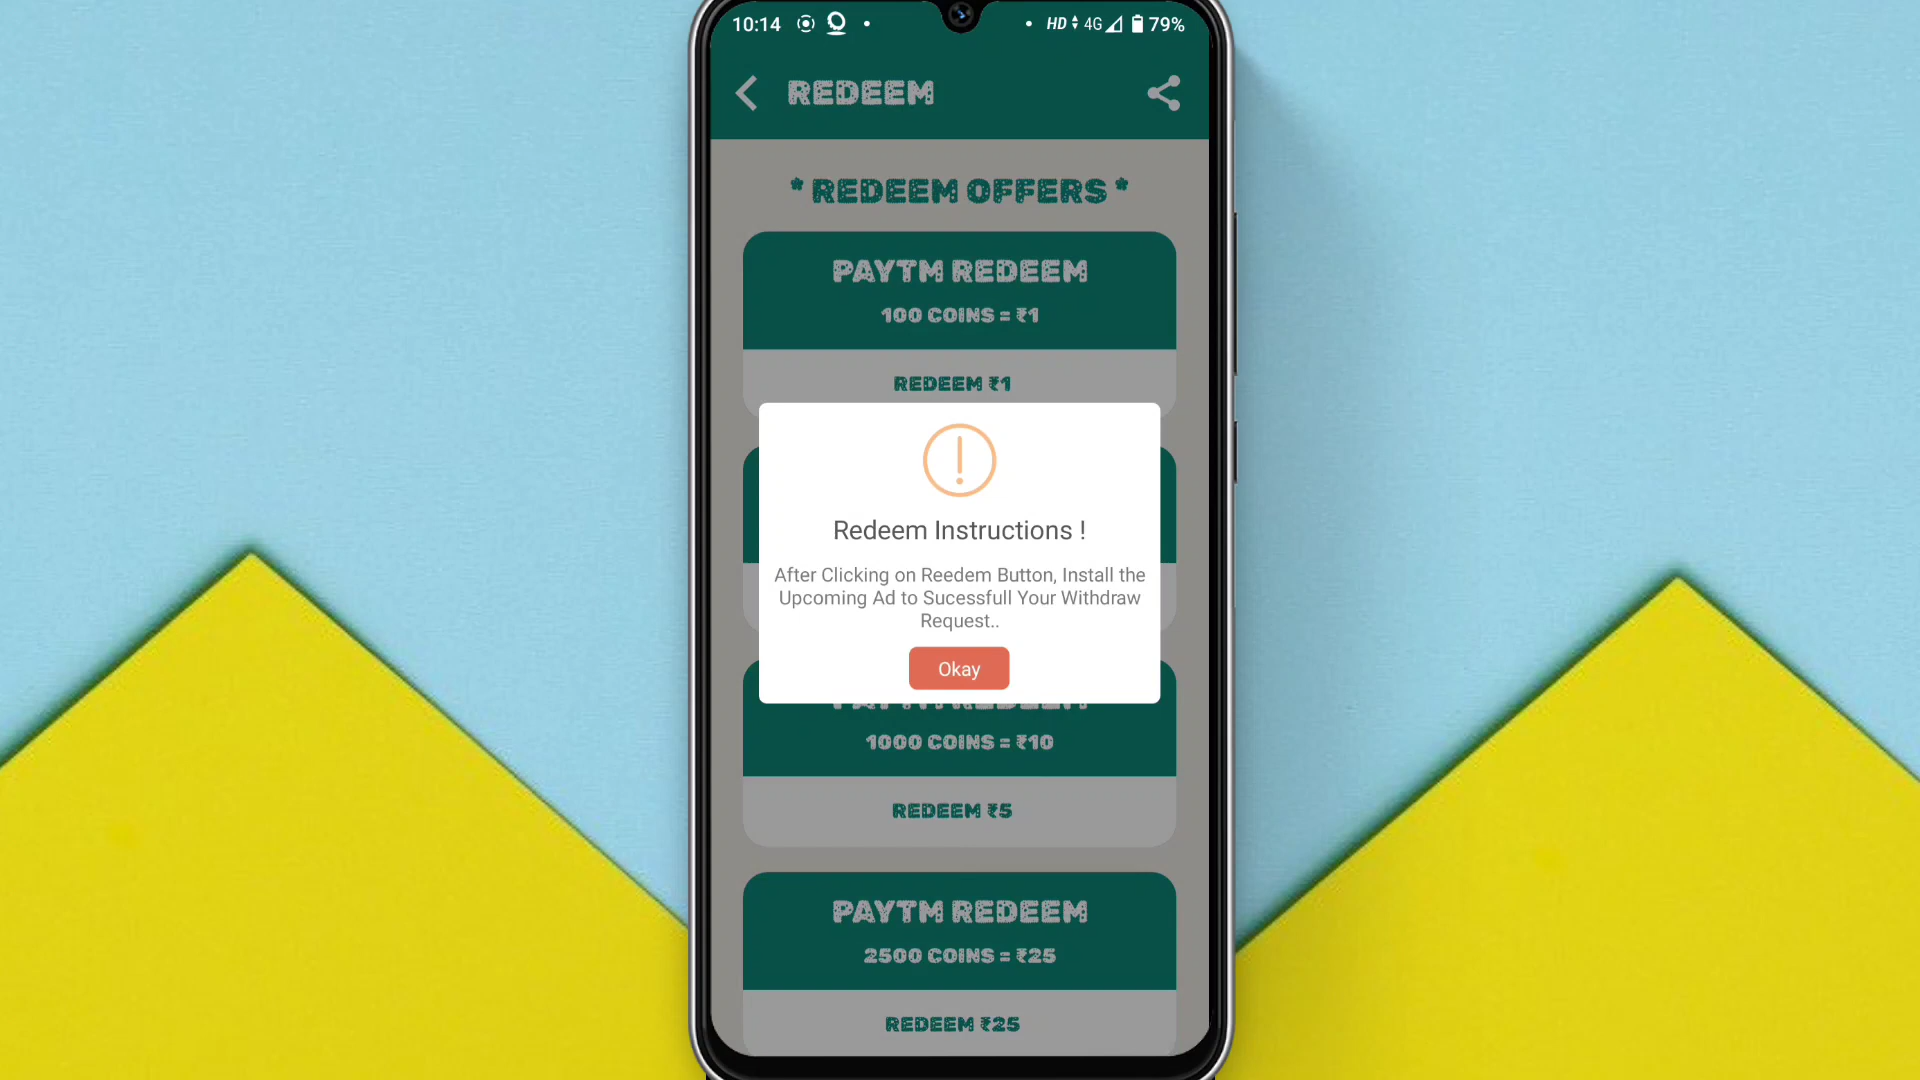 10:14 HD 4G 79%
REDEEM
* REDEEM OFFERS *
PAYTM REDEEM
100 COINS = ₹1
REDEEM ₹1
Redeem Instructions !
After Clicking on Reedem Button, Install the
Upcoming Ad to Sucessfull Your Withdraw
Request..
Okay
PAYTM REDEEM
1000 COINS = ₹10
REDEEM ₹5
PAYTM REDEEM
2500 COINS = ₹25
REDEEM ₹25